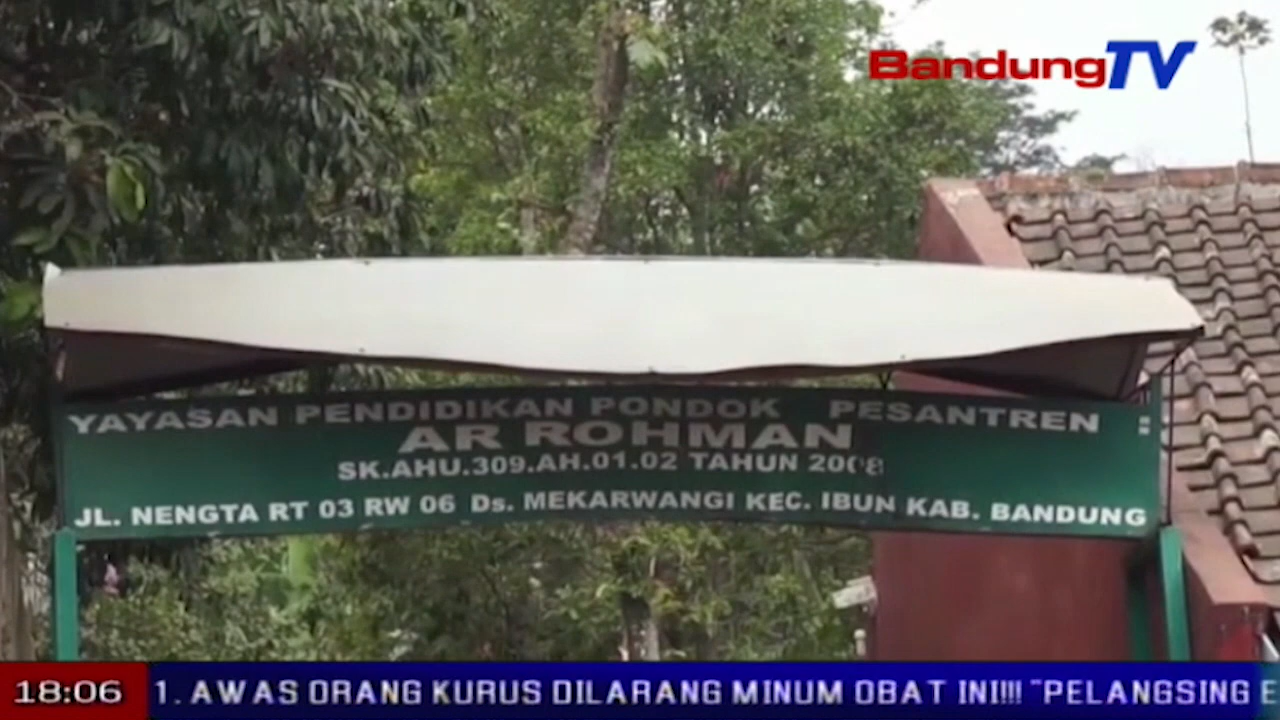 BandungTV
YAYASAN PENDIDIKAN PONDOK PESANTREN :
AR ROHMAN
SK.AHU.309.AH.01.02 TAHUN 2008
JL. NENGTA RT 03 RW 06 Ds. MEKARWANGI KEC. IBUN KAB. BANDUNG
18:06 1. AWAS ORANG KURUS DILARANG MINUM OBAT INI!!! "PELANGSING